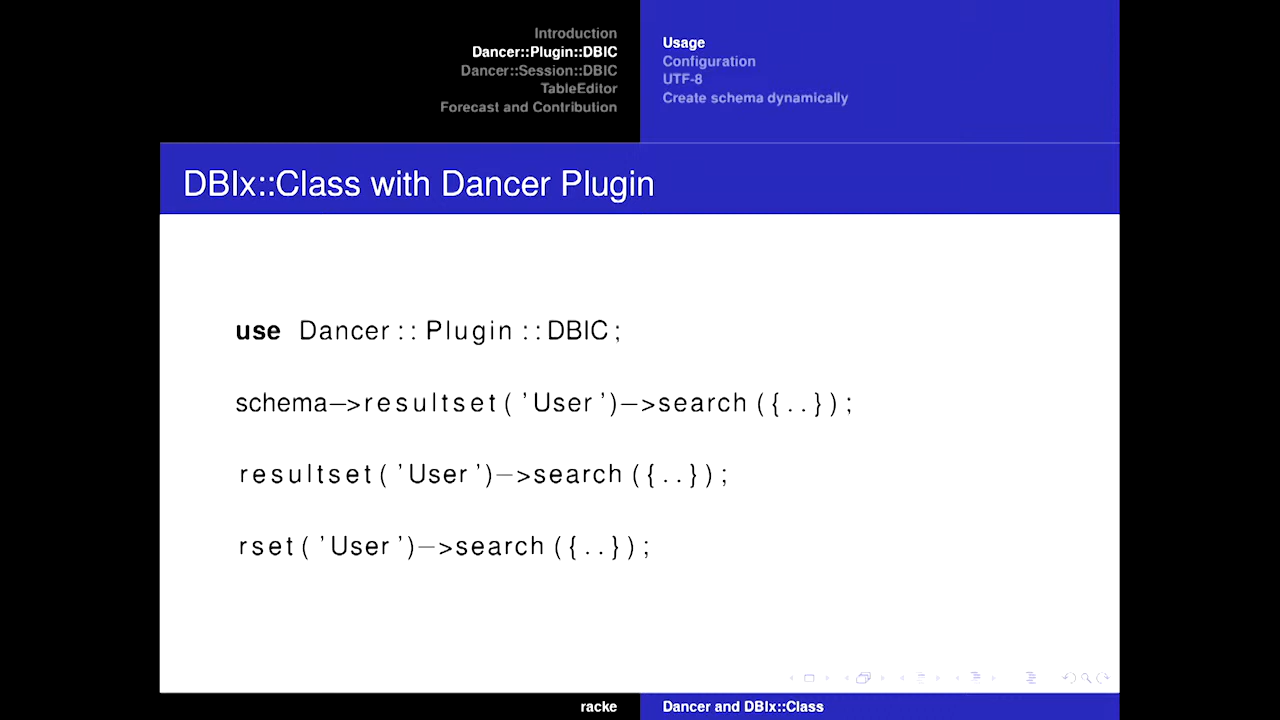 Introduction
Dancer::Plugin::DBIC
Dancer::Session::DBIC
TableEditor
Forecast and Contribution
Usage
Configuration
UTF-8
Create schema dynamically
DBIx::Class with Dancer Plugin
use Dancer::Plugin::DBIC;
schema->resultset('User')->search({..});
resultset('User')->search({..});
rset('User')->search({..});
racke
Dancer and DBIx::Class